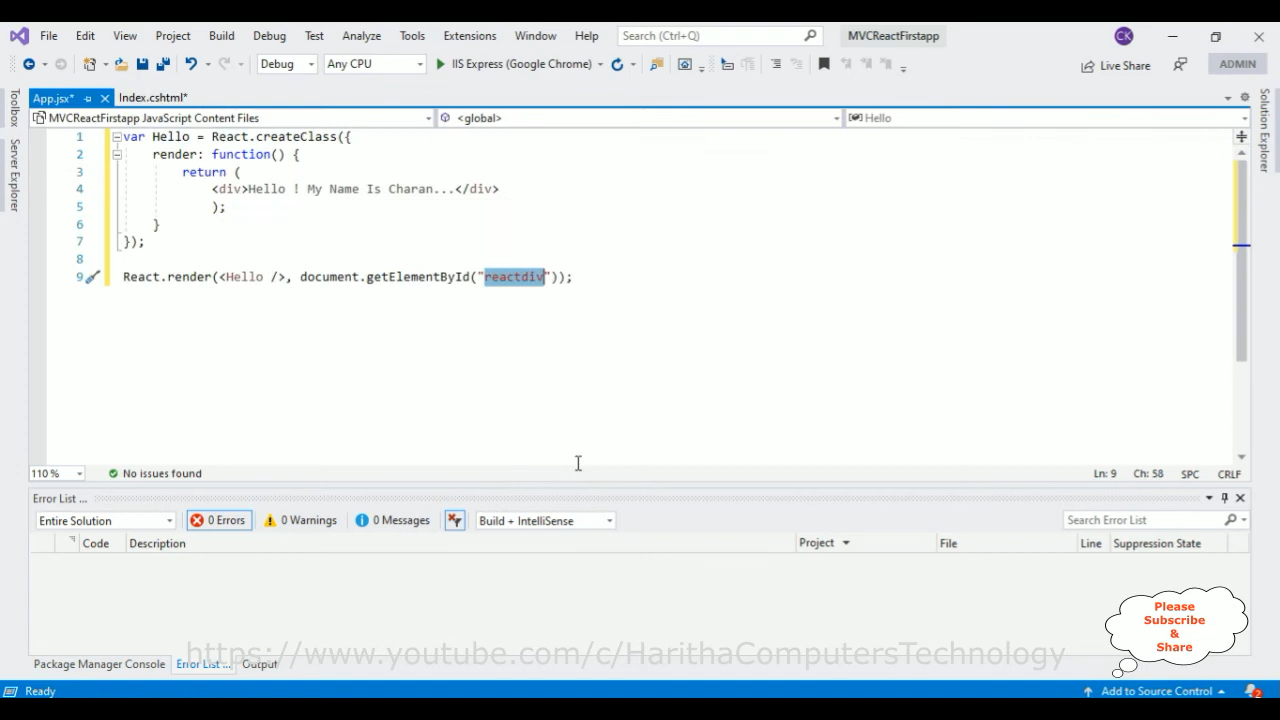 File Edit View Project Build Debug Test Analyze Tools Extensions Window Help Search (Ctrl+Q) MVCReactFirstapp CK
Debug Any CPU IIS Express (Google Chrome) Live Share ADMIN
App.jsx* Index.cshtml*
MVCReactFirstapp JavaScript Content Files <global> Hello
Toolbox
Server Explorer
Solution Explorer
1 var Hello = React.createClass({
2 render: function() {
3 return (
4 <div>Hello ! My Name Is Charan...</div>
5 );
6 }
7 });
8
9 React.render(<Hello />, document.getElementById("reactdiv"));
110 % No issues found Ln: 9 Ch: 58 SPC CRLF
Error List ...
Entire Solution 0 Errors 0 Warnings 0 Messages Build + IntelliSense Search Error List
Code Description Project File Line Suppression State
Please
Subscribe
&
Share
https://www.youtube.com/c/HarithaComputersTechnology
Package Manager Console Error List ... Output
Ready Add to Source Control 2